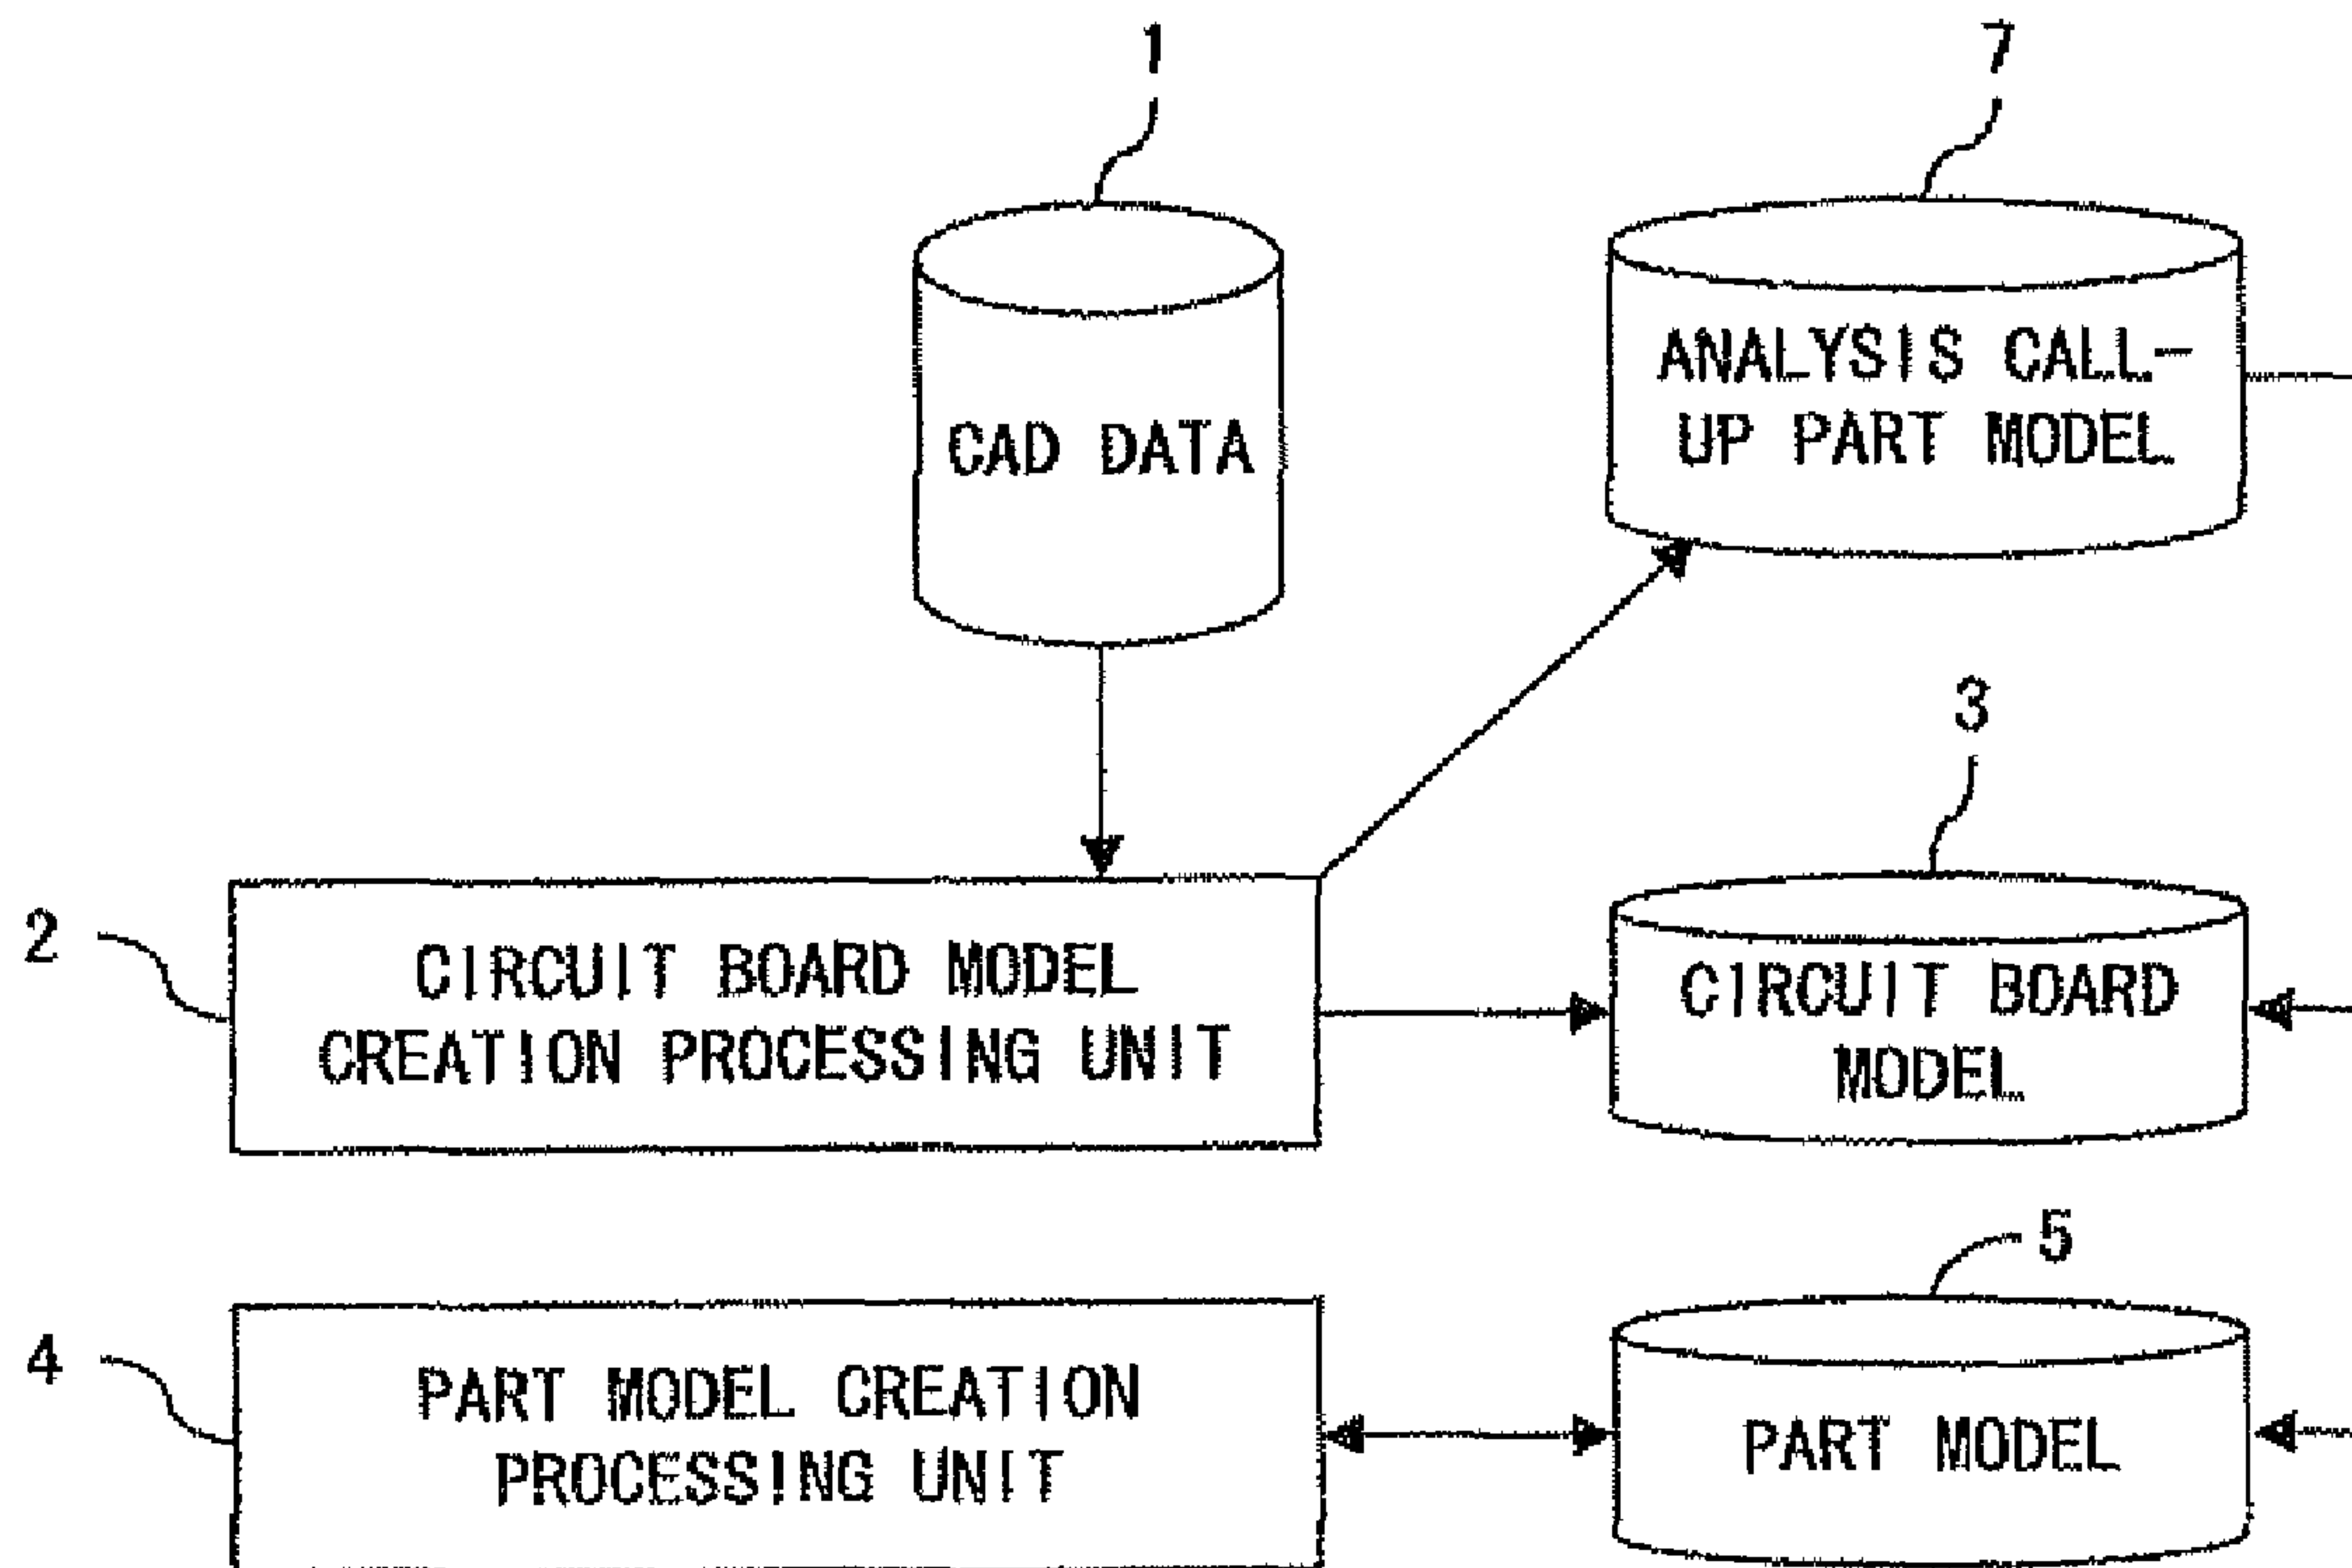 1
7
CAD DATA
ANALYSIS CALL-
UP PART MODEL
3
2
CIRCUIT BOARD MODEL
CREATION PROCESSING UNIT
CIRCUIT BOARD
MODEL
5
4
PART MODEL CREATION
PROCESSING UNIT
PART MODEL